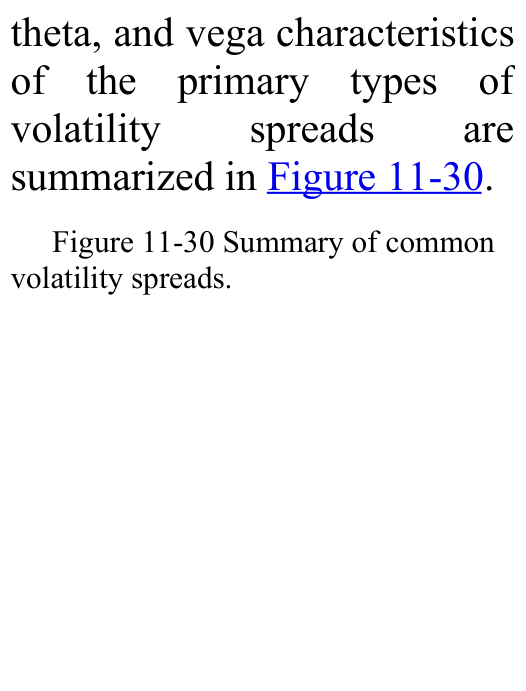 theta, and vega characteristics
of the primary types of
volatility spreads are
summarized in Figure 11-30.
Figure 11-30 Summary of common
volatility spreads.